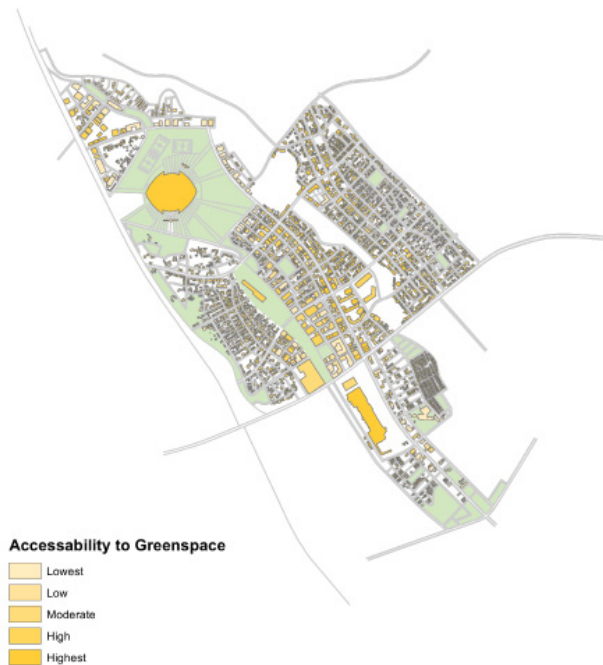 Accessability to Greenspace
Lowest
Low
Moderate
High
Highest